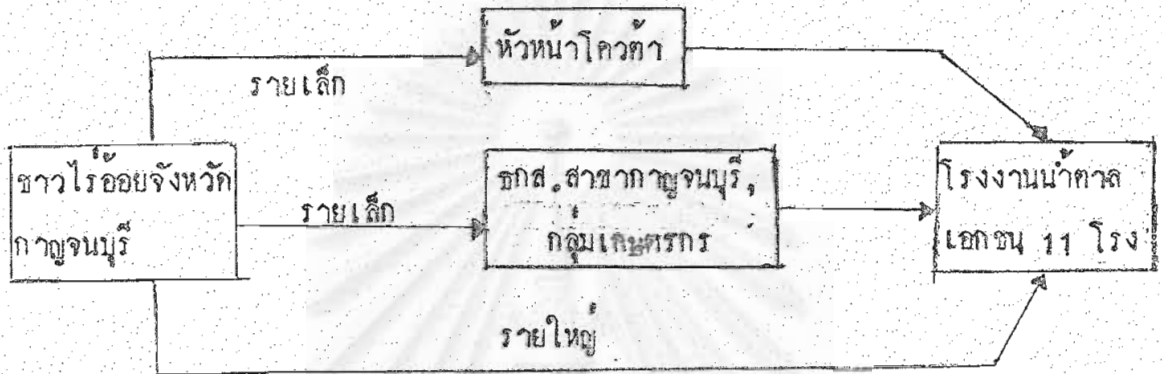 หัวหน้าโควต้า
รายเล็ก
ชาวไร่อ้อยจังหวัด
กาญจนบุรี
รายเล็ก
ธกส.สาขากาญจนบุรี,
กลุ่มเกษตรกร
โรงงานน้ำตาล
เอกชน 11 โรง
รายใหญ่